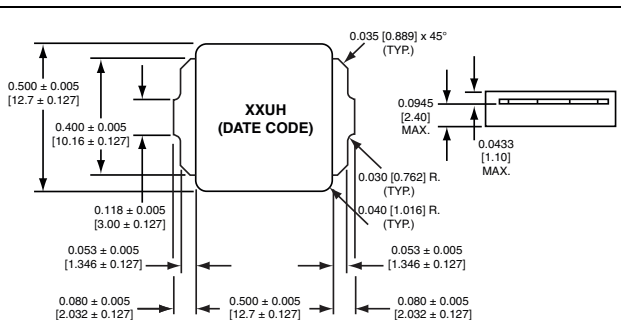 0.035 [0.889] x 45°
(TYP.)
0.500 ± 0.005
[12.7 ± 0.127]
0.400 ± 0.005
[10.16 ± 0.127]
XXUH
(DATE CODE)
0.0945
[2.40]
MAX.
0.0433
[1.10]
MAX.
0.030 [0.762] R.
(TYP.)
0.118 ± 0.005
[3.00 ± 0.127]
0.040 [1.016] R.
(TYP.)
0.053 ± 0.005
[1.346 ± 0.127]
0.053 ± 0.005
[1.346 ± 0.127]
0.080 ± 0.005
[2.032 ± 0.127]
0.500 ± 0.005
[12.7 ± 0.127]
0.080 ± 0.005
[2.032 ± 0.127]